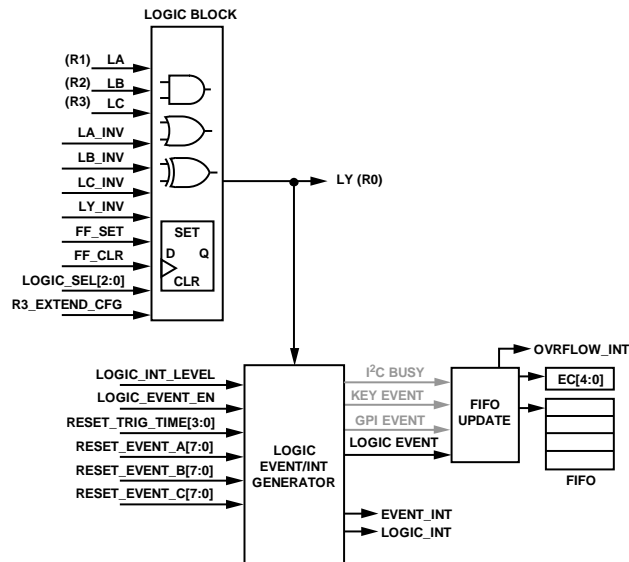 LOGIC BLOCK
(R1) LA
(R2) LB
(R3) LC
LA_INV
LB_INV
LC_INV
LY_INV
FF_SET
FF_CLR
LOGIC_SEL[2:0]
R3_EXTEND_CFG
SET
D Q
CLR
LY (R0)
LOGIC_INT_LEVEL
LOGIC_EVENT_EN
RESET_TRIG_TIME[3:0]
RESET_EVENT_A[7:0]
RESET_EVENT_B[7:0]
RESET_EVENT_C[7:0]
LOGIC
EVENT/INT
GENERATOR
I2C BUSY
KEY EVENT
GPI EVENT
LOGIC EVENT
EVENT_INT
LOGIC_INT
FIFO
UPDATE
OVRFLOW_INT
EC[4:0]
FIFO